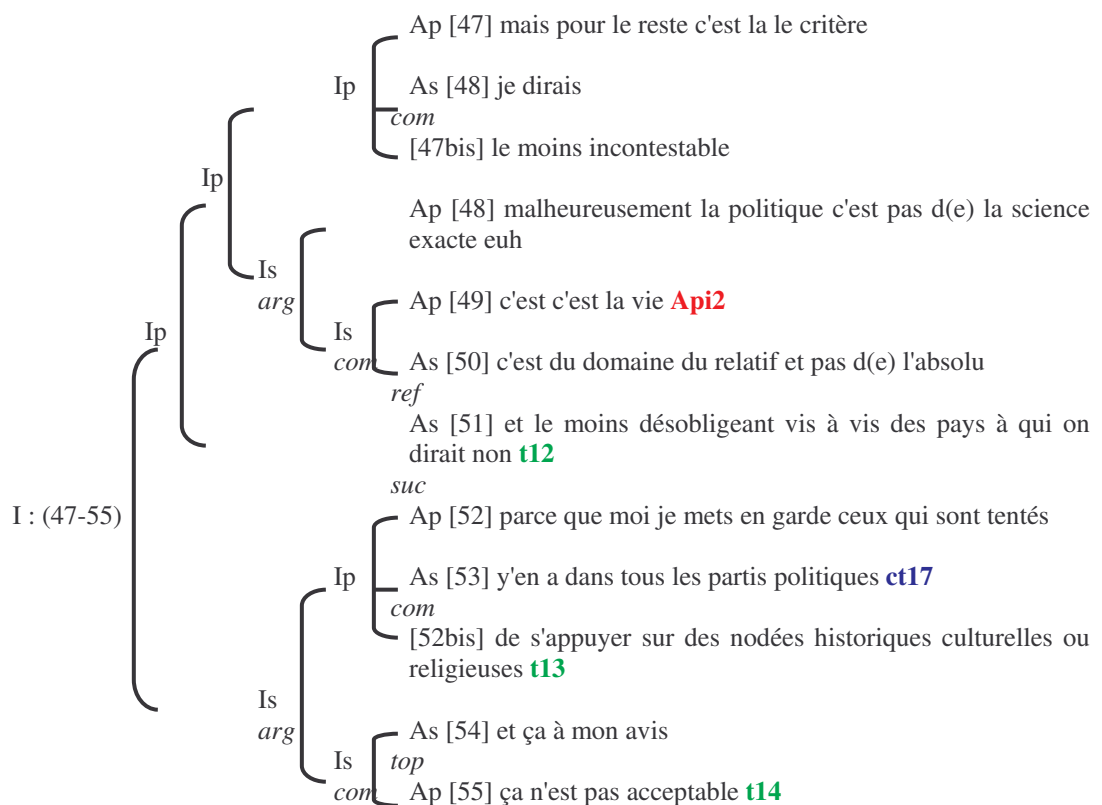 Ap [47] mais pour le reste c'est la le critère
Ip
As [48] je dirais
com
[47bis] le moins incontestable
Ip
Ap [48] malheureusement la politique c'est pas d(e) la science
exacte euh
Is
arg
Ap [49] c'est c'est la vie Api2
Ip
Is
com
As [50] c'est du domaine du relatif et pas d(e) l'absolu
ref
As [51] et le moins désobligeant vis à vis des pays à qui on
dirait non t12
suc
I : (47-55)
Ap [52] parce que moi je mets en garde ceux qui sont tentés
Ip
As [53] y'en a dans tous les partis politiques ct17
com
[52bis] de s'appuyer sur des nodées historiques culturelles ou
religieuses t13
Is
arg
As [54] et ça à mon avis
Is
top
com
Ap [55] ça n'est pas acceptable t14